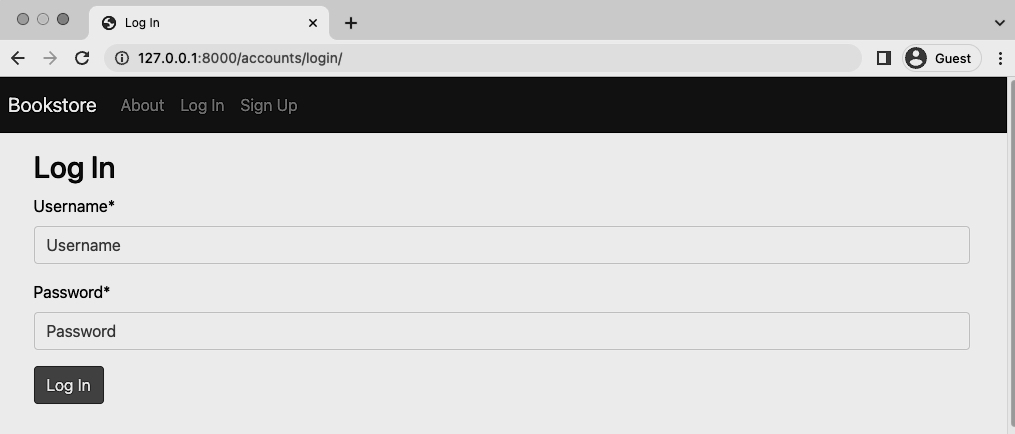 Log In
127.0.0.1:8000/accounts/login/
Guest
Bookstore About Log In Sign Up
Log In
Username*
Username
Password*
Password
Log In